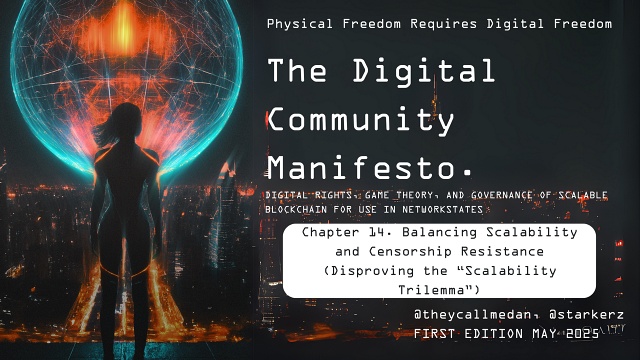 Physical Freedom Requires Digital Freedom
The Digital
Community
Manifesto.
DIGITAL RIGHTS, GAME THEORY, AND GOVERNANCE OF SCALABLE
BLOCKCHAIN FOR USE IN NETWORKSTATES
Chapter 14. Balancing Scalability
and Censorship Resistance
(Disproving the “Scalability
Trilemma”)
@theycallmedan, @starkerz
FIRST EDITION MAY 2025